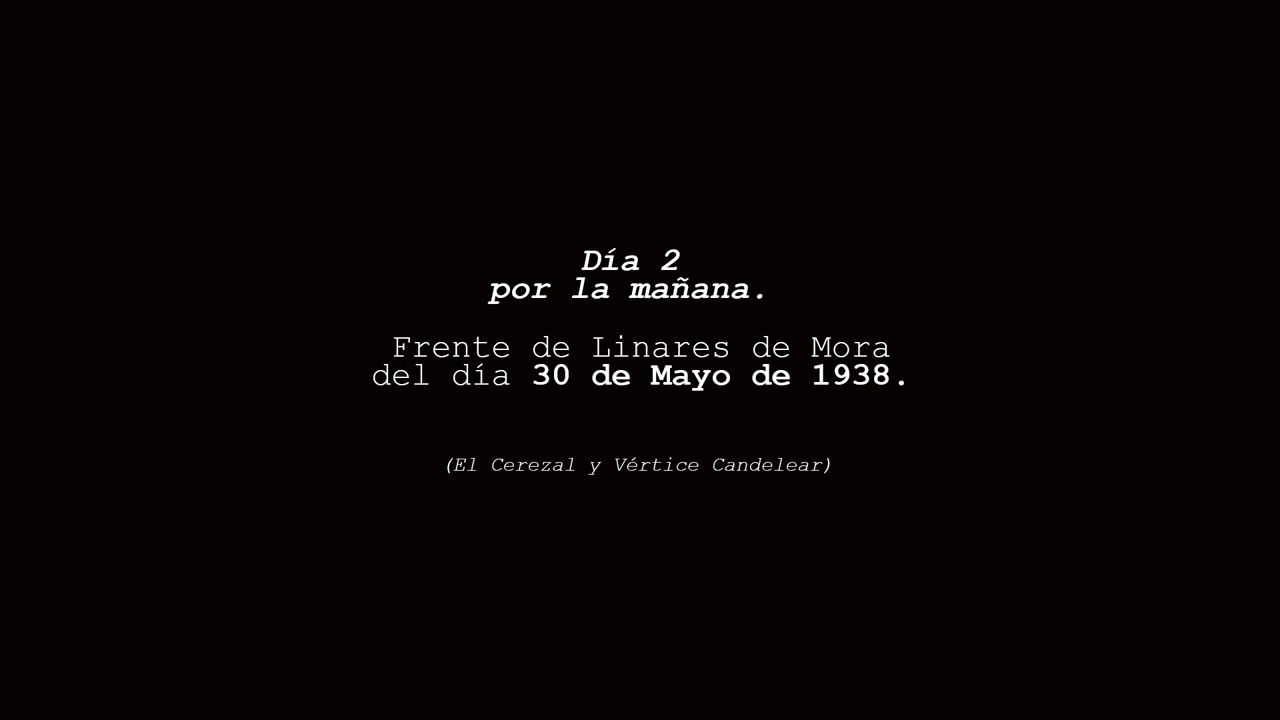 Día 2
por la mañana.
Frente de Linares de Mora
del día 30 de Mayo de 1938.
(El Cerezal y Vértice Candelear)